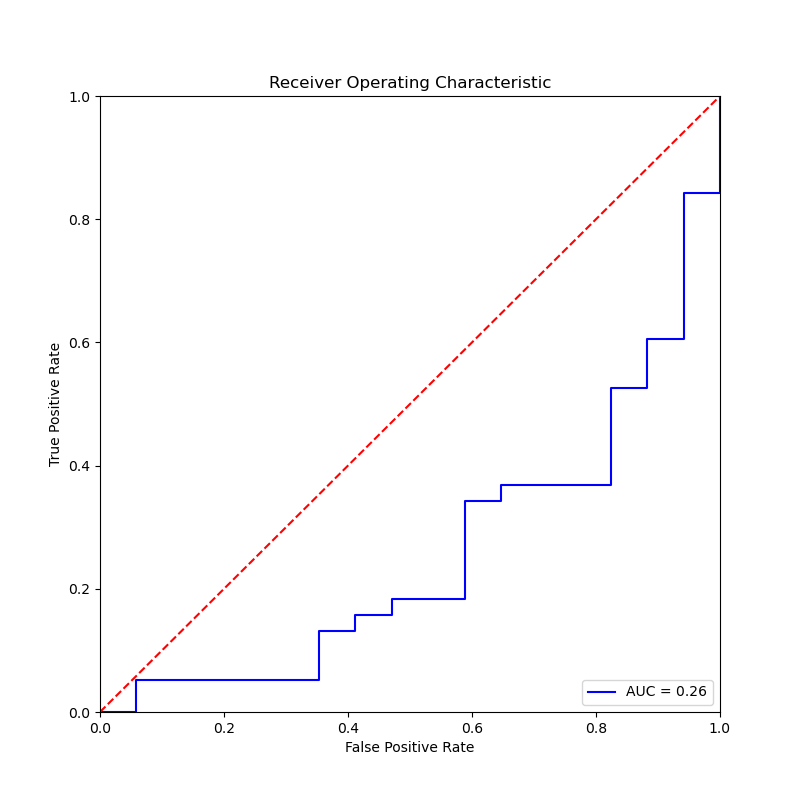 Receiver Operating Characteristic
1.0
0.8
0.6
0.4
0.2
0.0
True Positive Rate
AUC = 0.26
0.0 0.2 0.4 0.6 0.8 1.0
False Positive Rate